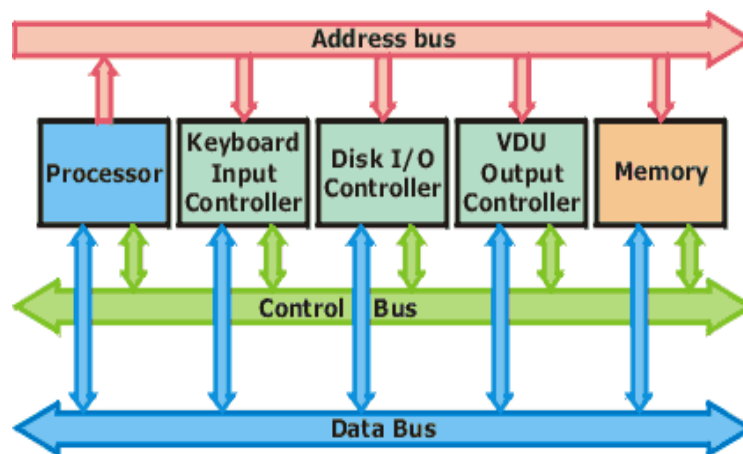 Address bus
Processor
Keyboard
Input
Controller
Disk I/O
Controller
VDU
Output
Controller
Memory
Control Bus
Data Bus